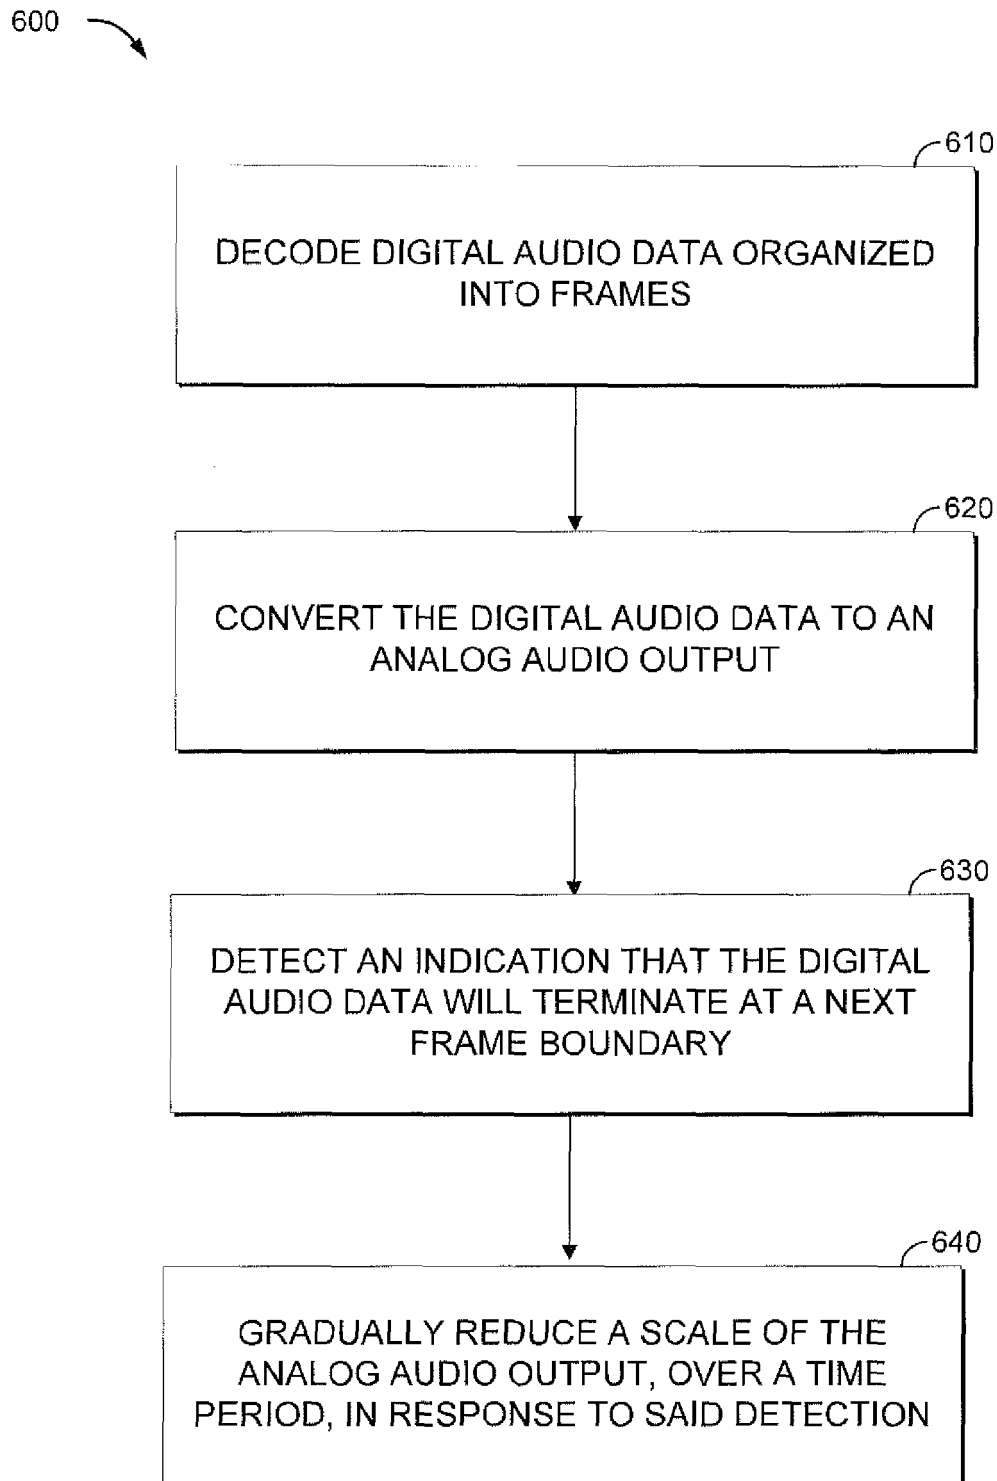 600
610
DECODE DIGITAL AUDIO DATA ORGANIZED
INTO FRAMES
620
CONVERT THE DIGITAL AUDIO DATA TO AN
ANALOG AUDIO OUTPUT
630
DETECT AN INDICATION THAT THE DIGITAL
AUDIO DATA WILL TERMINATE AT A NEXT
FRAME BOUNDARY
640
GRADUALLY REDUCE A SCALE OF THE
ANALOG AUDIO OUTPUT, OVER A TIME
PERIOD, IN RESPONSE TO SAID DETECTION